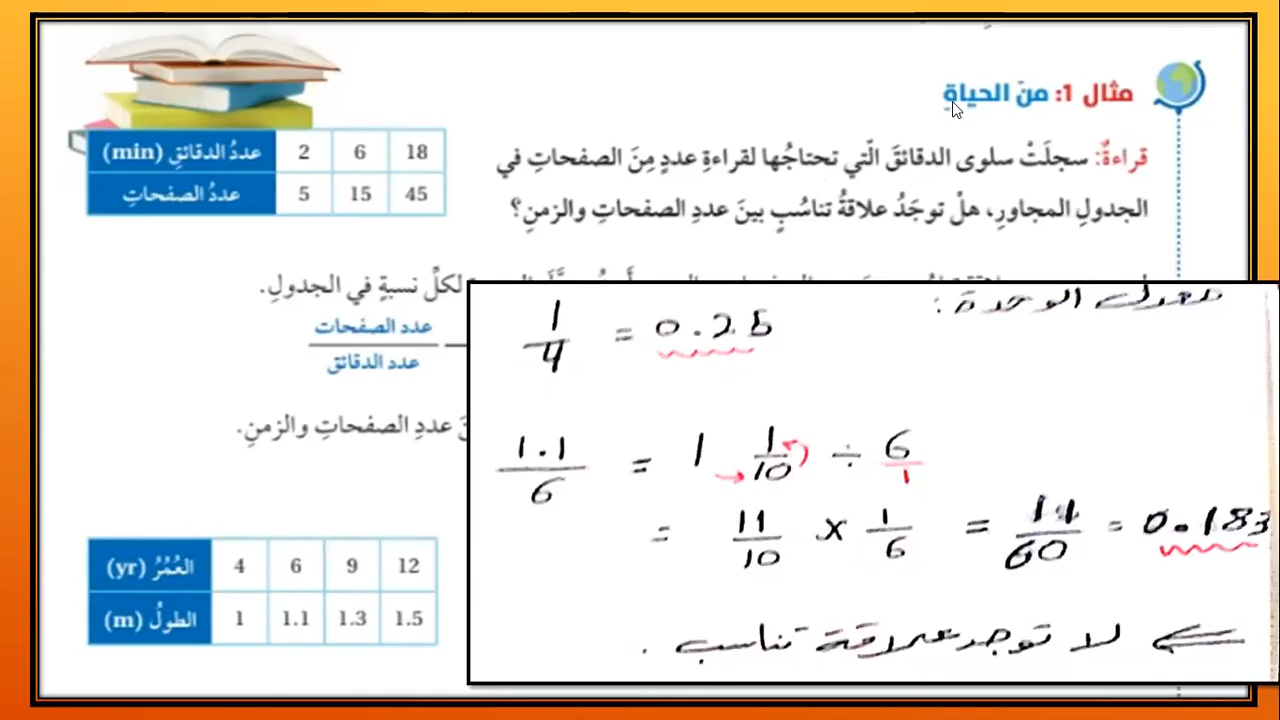 مثال 1: منَ الحياةِ
قراءةٌ: سجلَتْ سلوى الدقائقَ الّتي تحتاجُها لقراءةِ عددٍ مِنَ الصفحاتِ في
الجدولِ المجاورِ، هلْ توجَدُ علاقةُ تناسُبٍ بينَ عددِ الصفحاتِ والزمنِ؟
عددُ الدقائقِ (min) 2 6 18
عددُ الصفحاتِ 5 15 45
لكلِّ نسبةٍ في الجدولِ.
عدد الصفحات
عدد الدقائق
عددِ الصفحاتِ والزمنِ.
العُمُرُ (yr) 4 6 9 12
الطولُ (m) 1 1.1 1.3 1.5
معدل الوحدة:
1/4 = 0.25
1.1/6 = 1 1/10 ÷ 6/1
= 11/10 x 1/6 = 11/60 = 0.183
لا توجد علاقة تناسب.